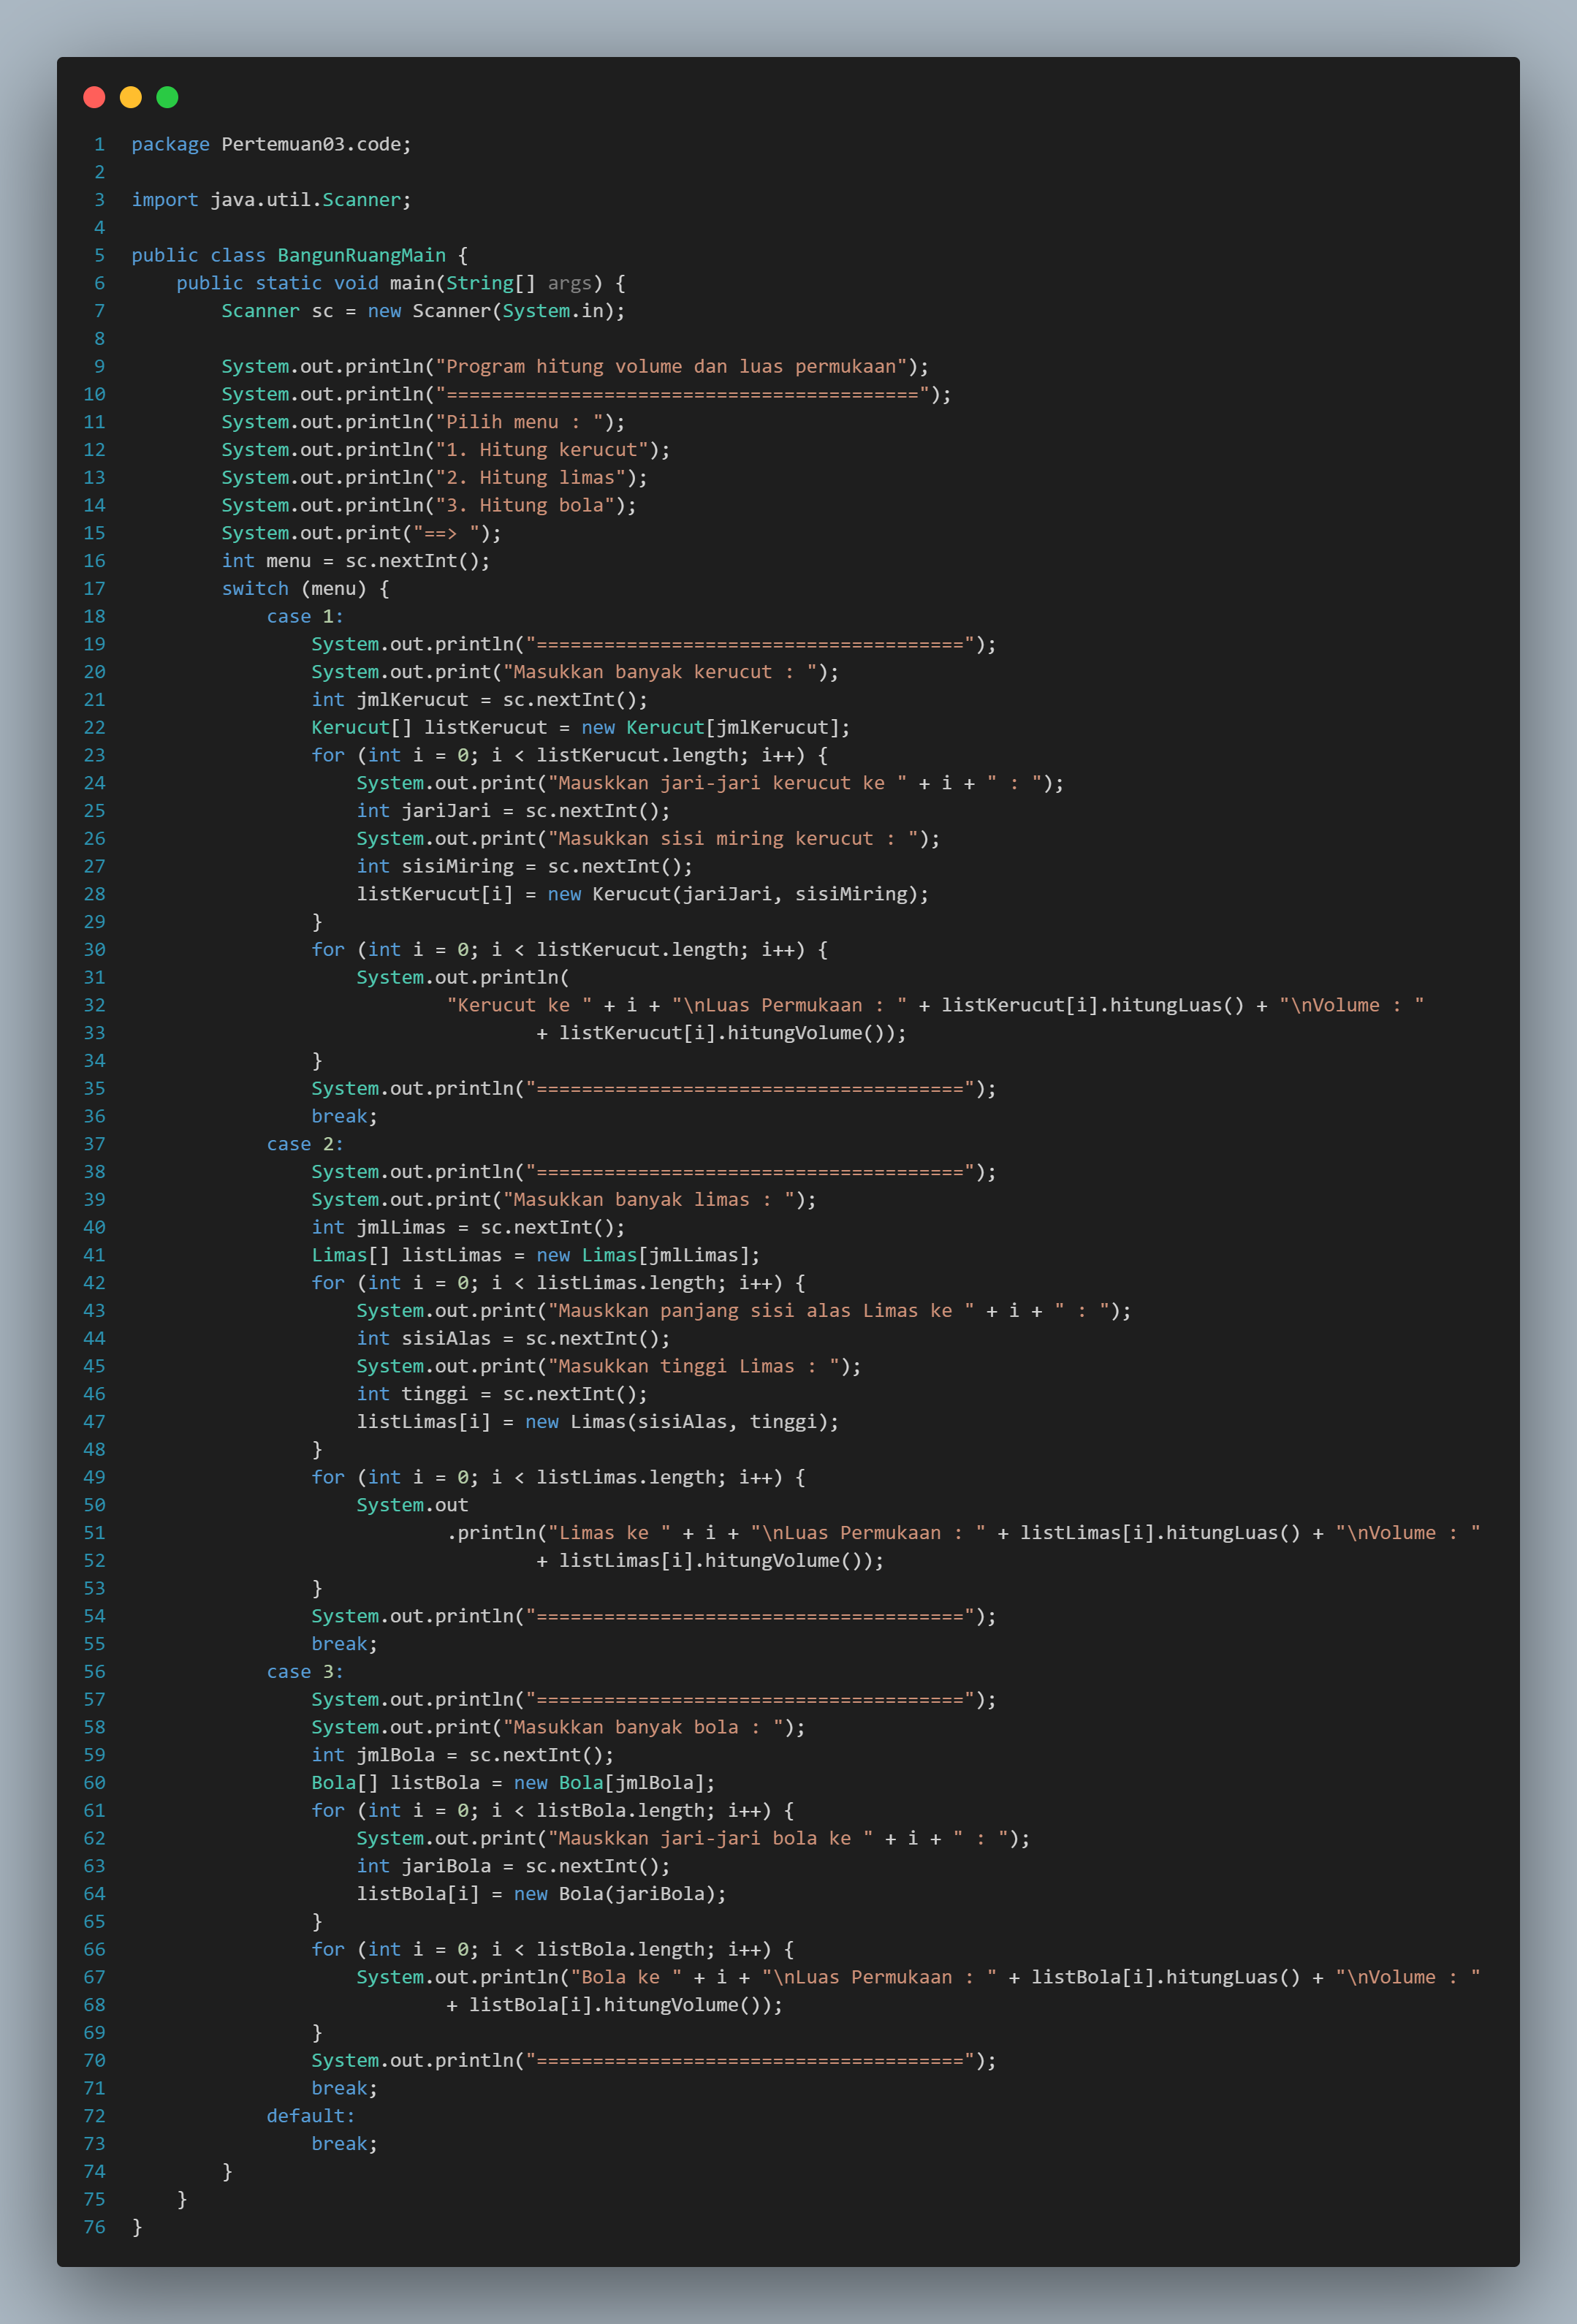 1 package Pertemuan03.code;
2
3 import java.util.Scanner;
4
5 public class BangunRuangMain {
6     public static void main(String[] args) {
7         Scanner sc = new Scanner(System.in);
8
9         System.out.println("Program hitung volume dan luas permukaan");
10         System.out.println("==========================================");
11         System.out.println("Pilih menu : ");
12         System.out.println("1. Hitung kerucut");
13         System.out.println("2. Hitung limas");
14         System.out.println("3. Hitung bola");
15         System.out.print("==> ");
16         int menu = sc.nextInt();
17         switch (menu) {
18             case 1:
19                 System.out.println("======================================");
20                 System.out.print("Masukkan banyak kerucut : ");
21                 int jmlKerucut = sc.nextInt();
22                 Kerucut[] listKerucut = new Kerucut[jmlKerucut];
23                 for (int i = 0; i < listKerucut.length; i++) {
24                     System.out.print("Mauskkan jari-jari kerucut ke " + i + " : ");
25                     int jariJari = sc.nextInt();
26                     System.out.print("Masukkan sisi miring kerucut : ");
27                     int sisiMiring = sc.nextInt();
28                     listKerucut[i] = new Kerucut(jariJari, sisiMiring);
29                 }
30                 for (int i = 0; i < listKerucut.length; i++) {
31                     System.out.println(
32                             "Kerucut ke " + i + "\nLuas Permukaan : " + listKerucut[i].hitungLuas() + "\nVolume : "
33                                     + listKerucut[i].hitungVolume());
34                 }
35                 System.out.println("======================================");
36                 break;
37             case 2:
38                 System.out.println("======================================");
39                 System.out.print("Masukkan banyak limas : ");
40                 int jmlLimas = sc.nextInt();
41                 Limas[] listLimas = new Limas[jmlLimas];
42                 for (int i = 0; i < listLimas.length; i++) {
43                     System.out.print("Mauskkan panjang sisi alas Limas ke " + i + " : ");
44                     int sisiAlas = sc.nextInt();
45                     System.out.print("Masukkan tinggi Limas : ");
46                     int tinggi = sc.nextInt();
47                     listLimas[i] = new Limas(sisiAlas, tinggi);
48                 }
49                 for (int i = 0; i < listLimas.length; i++) {
50                     System.out
51                             .println("Limas ke " + i + "\nLuas Permukaan : " + listLimas[i].hitungLuas() + "\nVolume : "
52                                     + listLimas[i].hitungVolume());
53                 }
54                 System.out.println("======================================");
55                 break;
56             case 3:
57                 System.out.println("======================================");
58                 System.out.print("Masukkan banyak bola : ");
59                 int jmlBola = sc.nextInt();
60                 Bola[] listBola = new Bola[jmlBola];
61                 for (int i = 0; i < listBola.length; i++) {
62                     System.out.print("Mauskkan jari-jari bola ke " + i + " : ");
63                     int jariBola = sc.nextInt();
64                     listBola[i] = new Bola(jariBola);
65                 }
66                 for (int i = 0; i < listBola.length; i++) {
67                     System.out.println("Bola ke " + i + "\nLuas Permukaan : " + listBola[i].hitungLuas() + "\nVolume : "
68                             + listBola[i].hitungVolume());
69                 }
70                 System.out.println("======================================");
71                 break;
72             default:
73                 break;
74         }
75     }
76 }